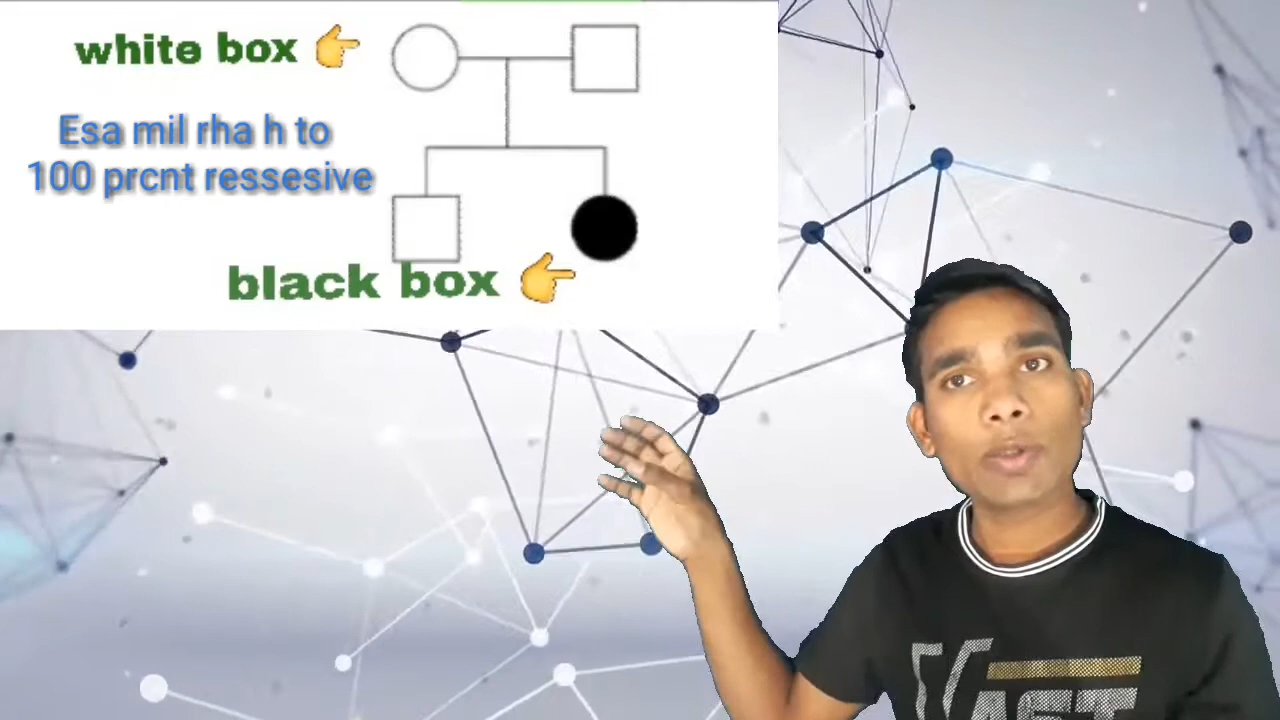 white box
Esa mil rha h to
100 prcnt ressesive
black box